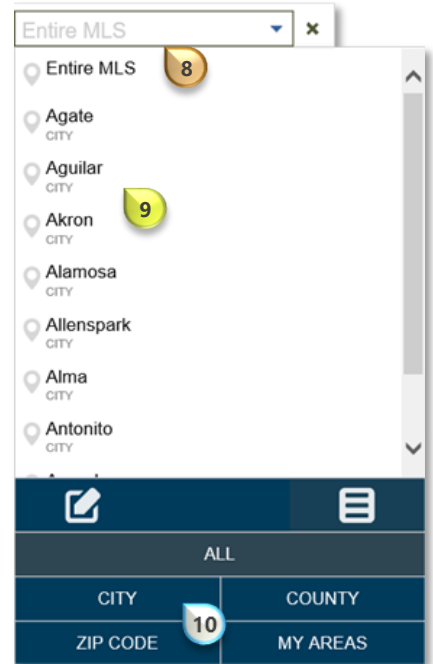 Entire MLS
Entire MLS 8
Agate
CITY
Aguilar
CITY
9
Akron
CITY
Alamosa
CITY
Allenspark
CITY
Alma
CITY
Antonito
CITY
ALL
CITY COUNTY
10
ZIP CODE MY AREAS